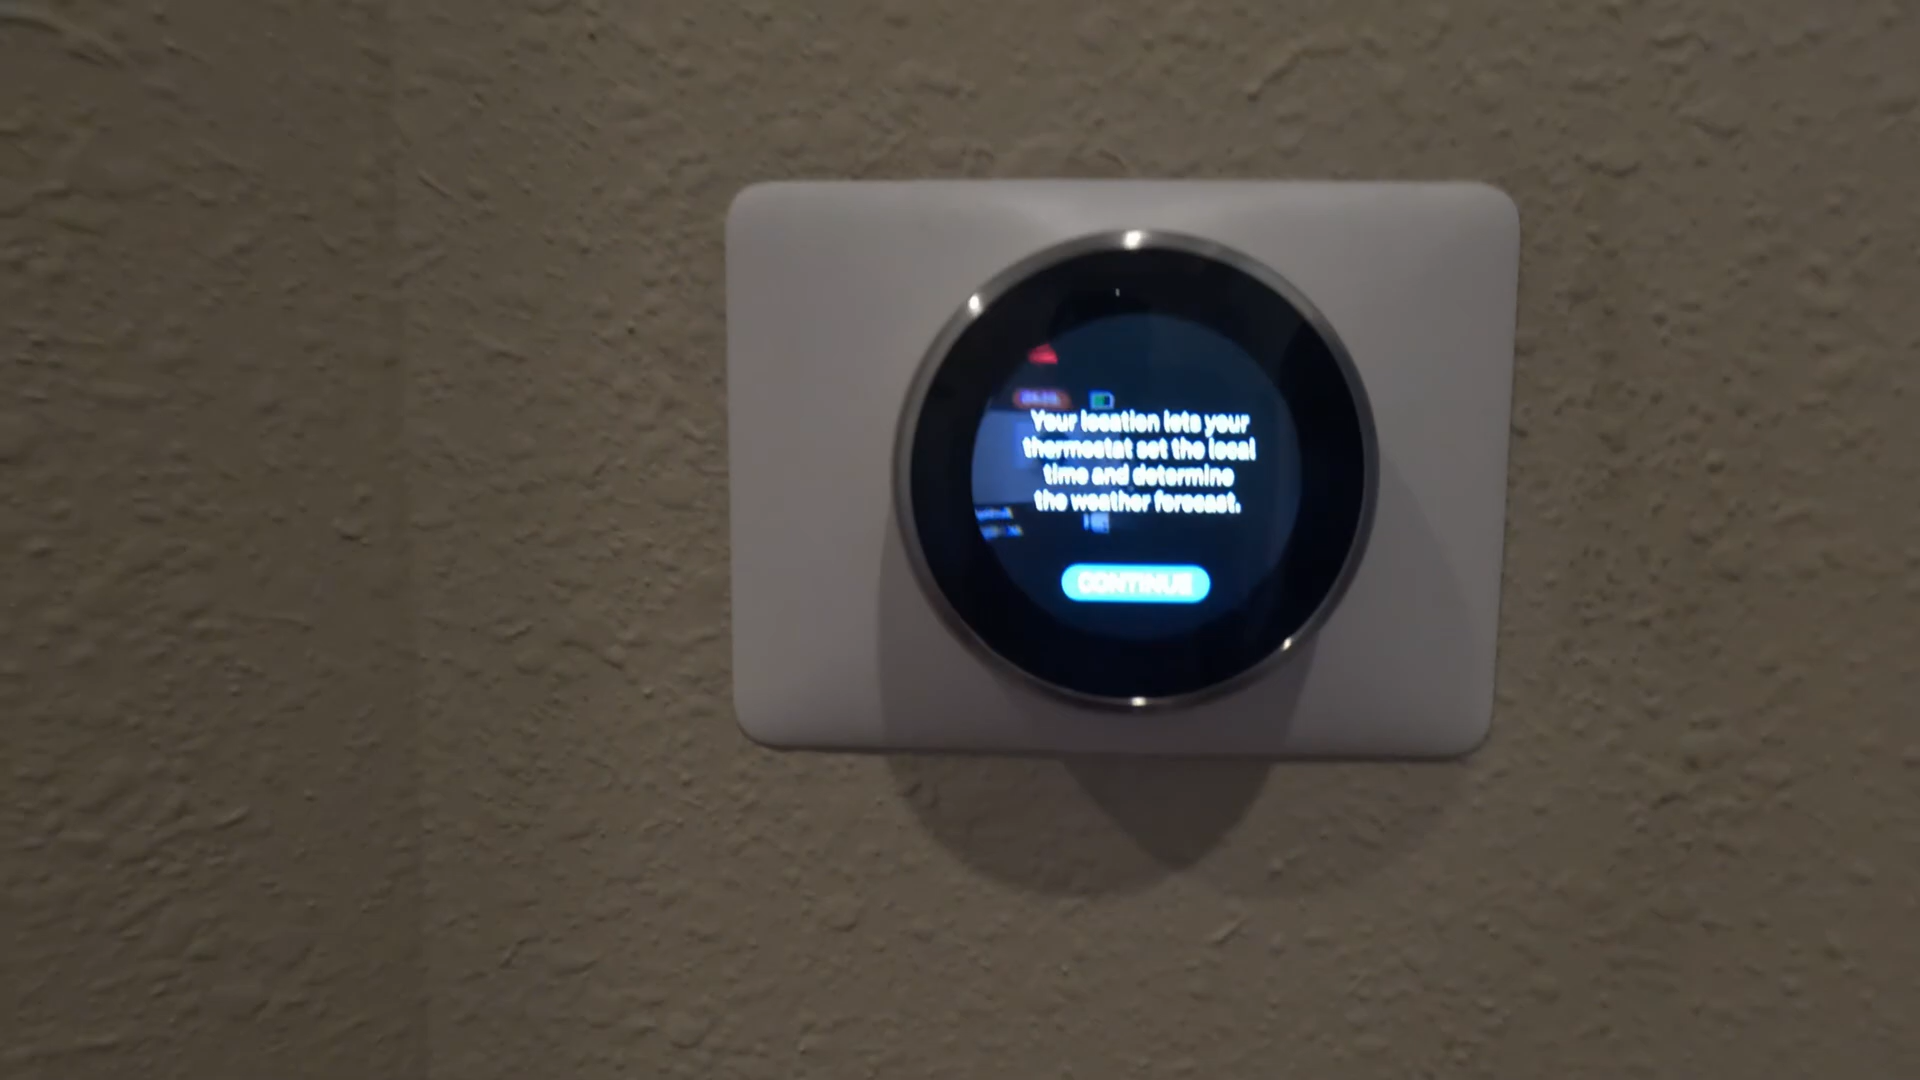 Your location lets your
thermostat set the local
time and determine
the weather forecast.
CONTINUE